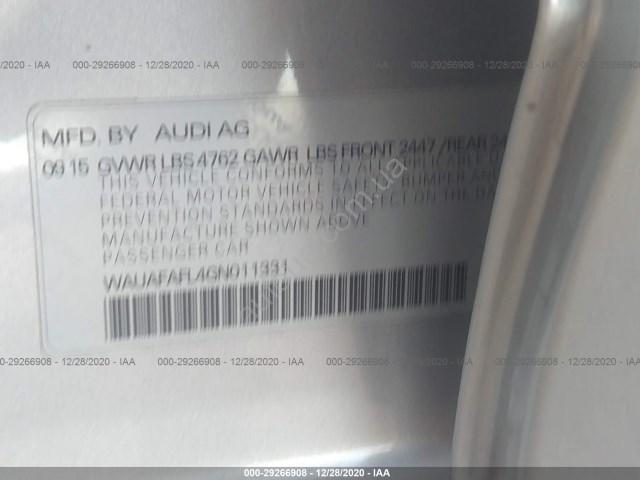 000-29266908 - 12/28/2020 - IAA
MFD. BY AUDI AG
09 15 GVWR LBS 4762 GAWR LBS FRONT 2447 /REAR
THIS VEHICLE CONFORMS TO ALL APPLICABLE
FEDERAL MOTOR VEHICLE SAFETY BUMPER AND
PREVENTION STANDARDS IN EFFECT ON THE
MANUFACTURE SHOWN ABOVE
PASSENGER CAR
WAUAFAFL4GN011331
000-29266908 - 12/28/2020 - IAA
000-29266908 - 12/28/2020 - IAA